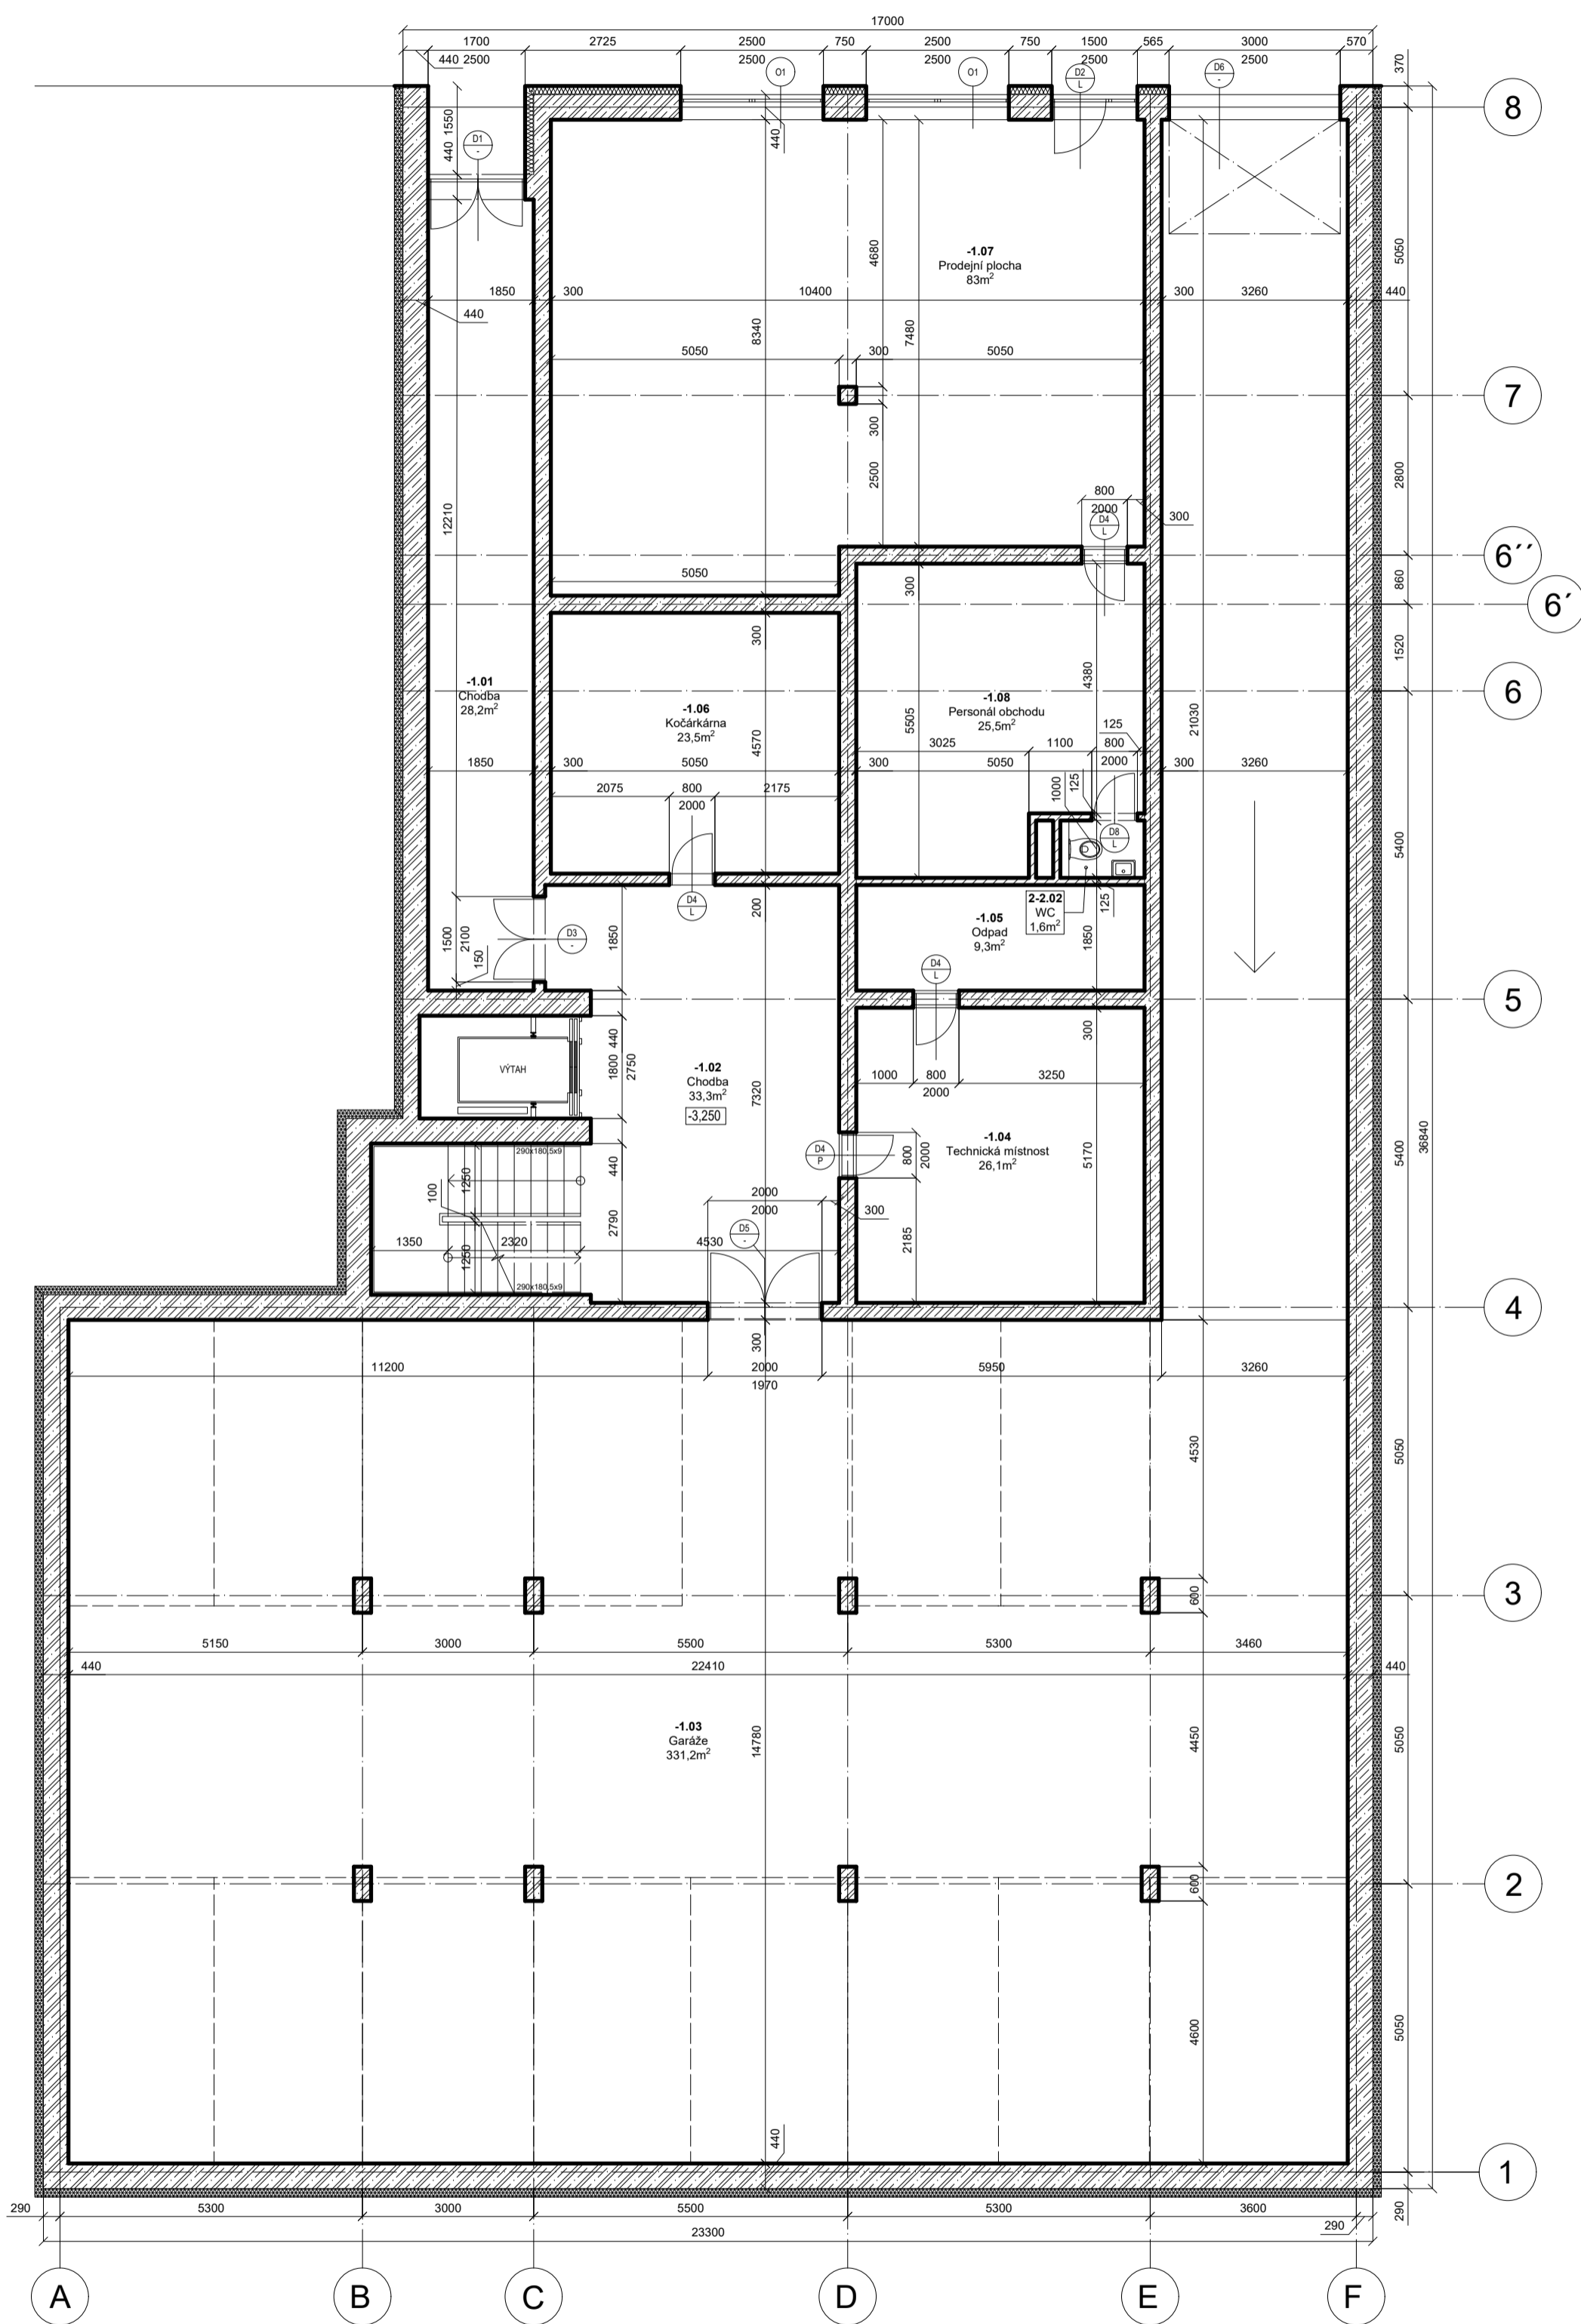 17000
1700 2725 2500 750 2500 750 1500 565 3000 570
440 2500 2500 2500 2500 2500
370
O1 O1 D2 L D6 -
8
1550
440
D1 -
440
-1.07
Prodejní plocha
83m²
4680
5050
1850 300 10400 300 3260 440
440
8340
7480
5050 300 5050
7
300
2500
2800
12210
800
2000
D4 L
300
6´´
5050
300
860
6´
300
1520
-1.01
Chodba
28,2m²
-1.06
Kočárkárna
23,5m²
4570
-1.08
Personál obchodu
25,5m²
4380
5505
21030
6
125
3025 1100 800
2000
1850 300 5050 300 5050 300 3260
2075 800 2175
2000
1000
125
D8 L
5400
D4 L
200
2-2.02
WC
1,6m²
125
-1.05
Odpad
9,3m²
1850
1500
2100
150
D3 -
1850
D4 L
5
440
1800
2750
VÝTAH
-1.02
Chodba
33,3m²
-3,250
7320
300
1000 800 3250
2000
-1.04
Technická místnost
26,1m²
5170
D4 P
800
2000
5400
36840
290x180,5x9
440
1250
100
2000
2000
300
D5 -
2790
2185
1350 2320 4530
1250
290x180,5x9
4
300
11200 2000 5950 3260
1970
4530
5050
600
3
5150 3000 5500 5300 3460
440 22410 440
-1.03
Garáže
331,2m²
14780
4450
5050
600
2
4600
5050
440
1
290 5300 3000 5500 5300 3600 290
23300 290
A B C D E F